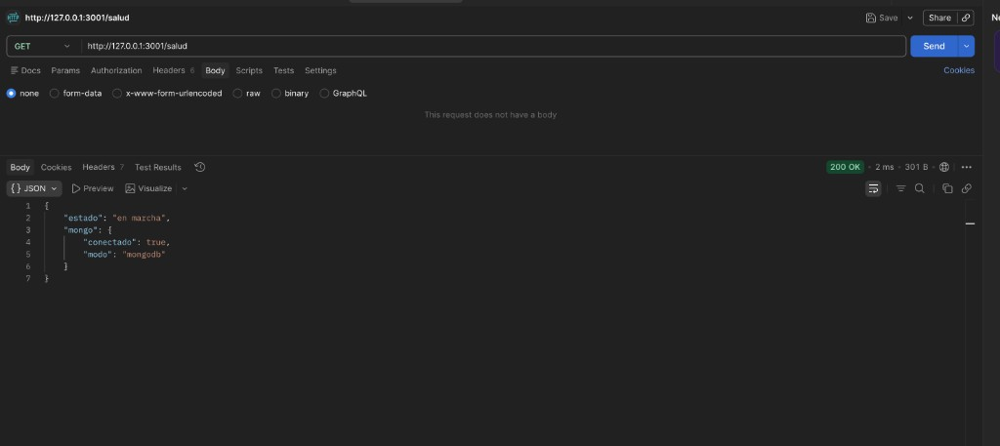 HTTP http://127.0.0.1:3001/salud Save Share
GET http://127.0.0.1:3001/salud Send
Docs Params Authorization Headers 6 Body Scripts Tests Settings Cookies
none form-data x-www-form-urlencoded raw binary GraphQL
This request does not have a body
Body Cookies Headers 7 Test Results 200 OK • 2 ms • 301 B
{} JSON Preview Visualize
1 {
2 "estado": "en marcha",
3 "mongo": {
4 "conectado": true,
5 "modo": "mongodb"
6 }
7 }